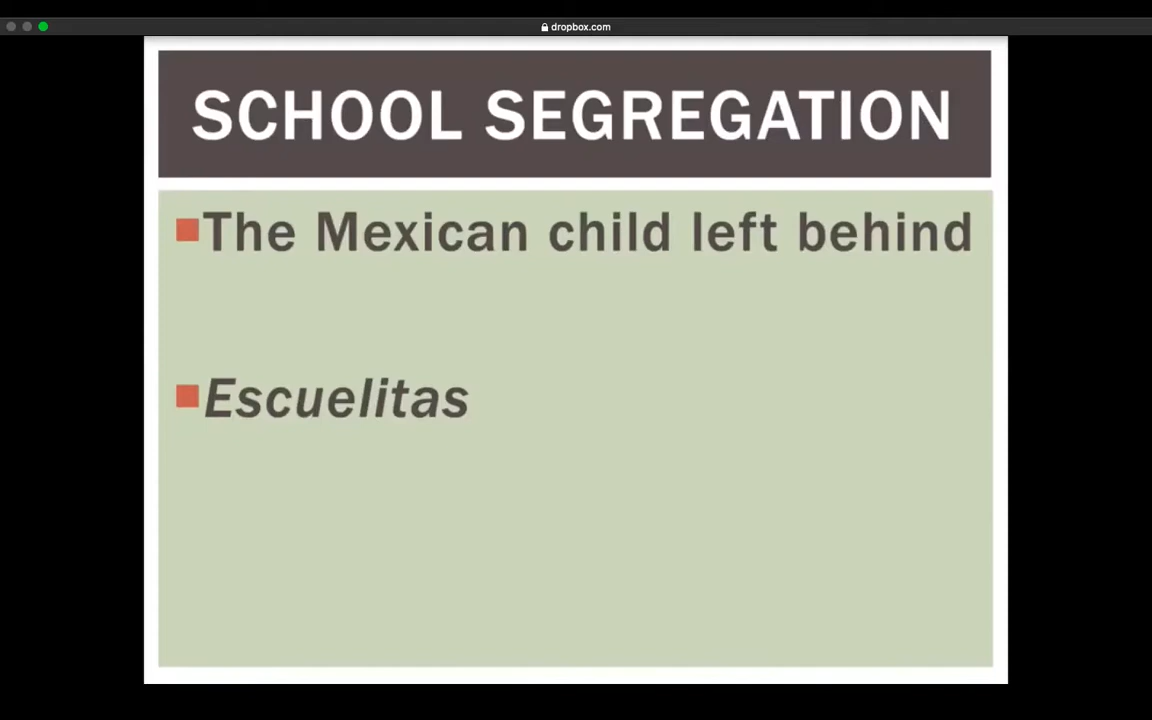 dropbox.com
SCHOOL SEGREGATION
The Mexican child left behind
Escuelitas